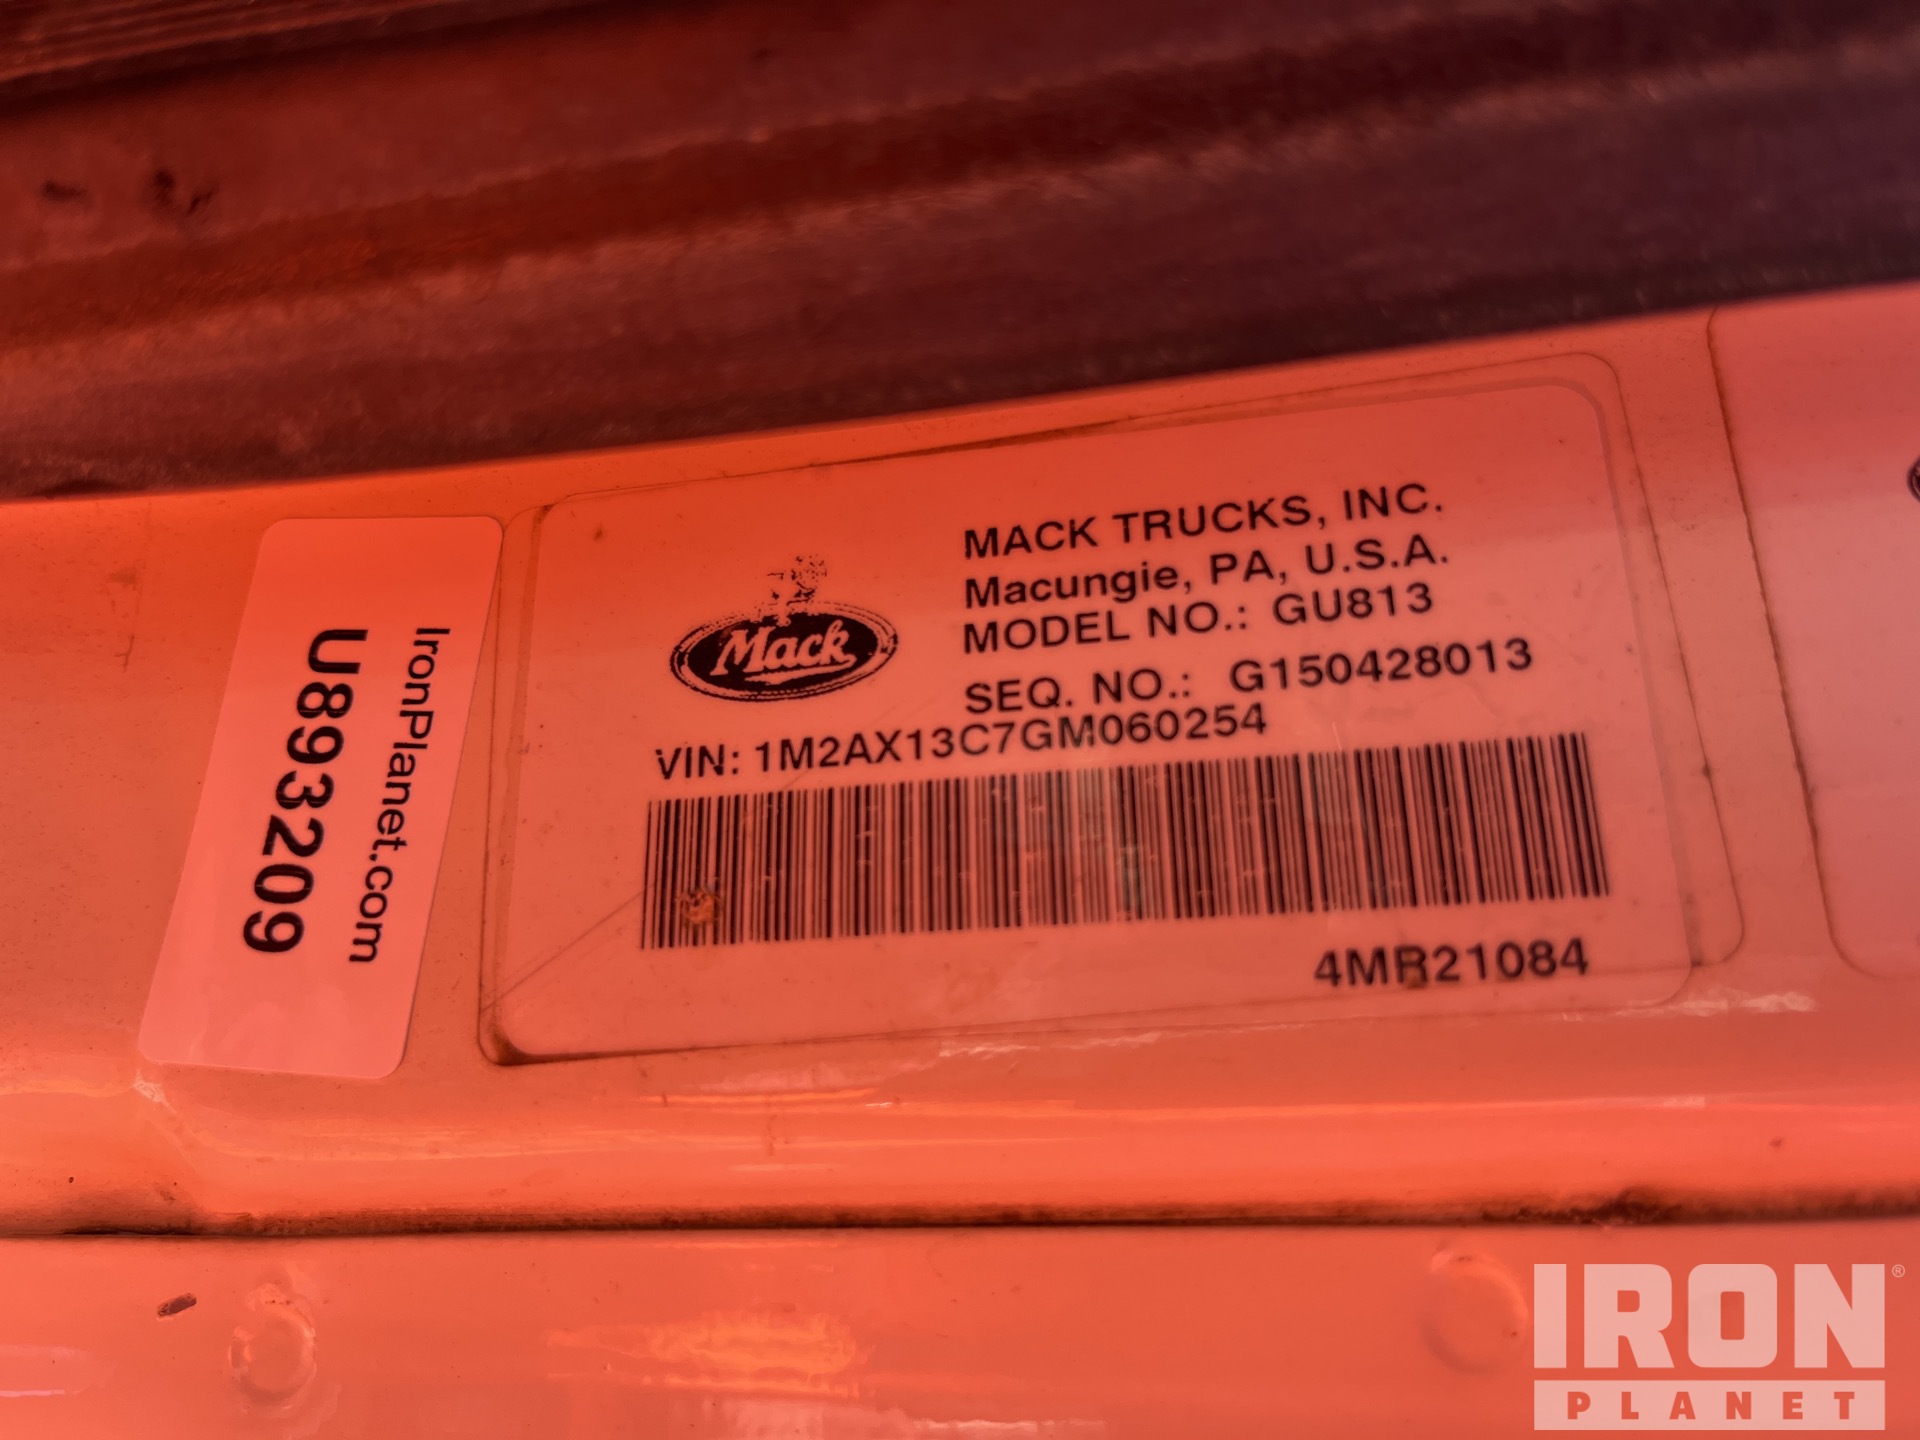 IronPlanet.com
U893209
Mack
MACK TRUCKS, INC.
Macungie, PA, U.S.A.
MODEL NO.: GU813
SEQ. NO.: G150428013
VIN: 1M2AX13C7GM060254
4MR21084
IRON®
PLANET